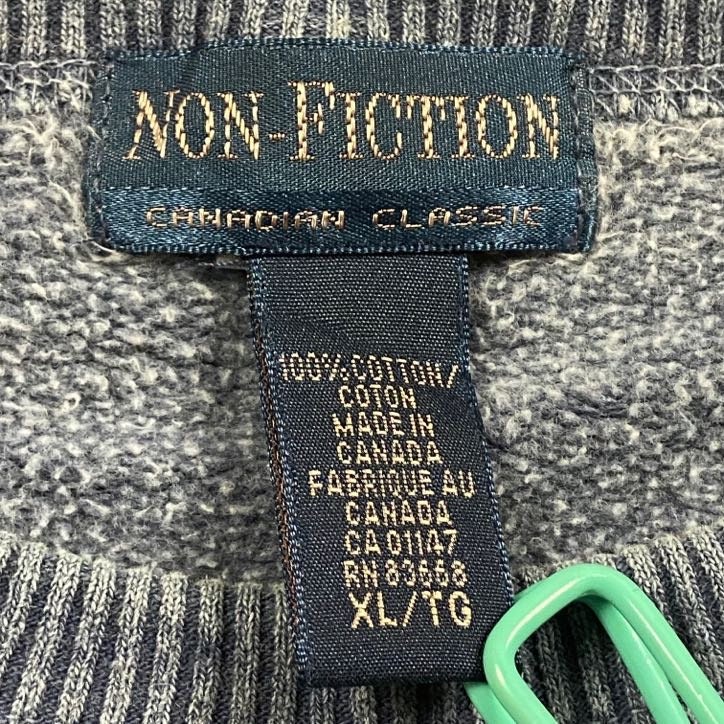 NON-FICTION
CANADIAN CLASSIC
100% COTTON/
COTON
MADE IN
CANADA
FABRIQUE AU
CANADA
CA 01147
RN 83668
XL/TG